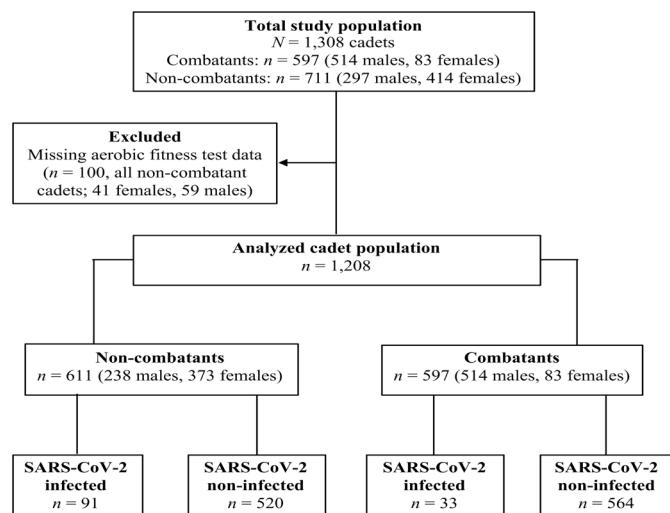 Total study population
N = 1,308 cadets
Combatants: n = 597 (514 males, 83 females)
Non-combatants: n = 711 (297 males, 414 females)
Excluded
Missing aerobic fitness test data
(n = 100, all non-combatant
cadets; 41 females, 59 males)
Analyzed cadet population
n = 1,208
Non-combatants
n = 611 (238 males, 373 females)
Combatants
n = 597 (514 males, 83 females)
SARS-CoV-2
infected
n = 91
SARS-CoV-2
non-infected
n = 520
SARS-CoV-2
infected
n = 33
SARS-CoV-2
non-infected
n = 564